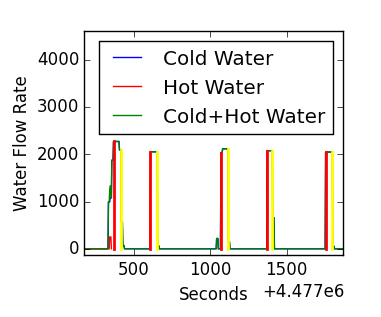 4000
3000
2000
1000
0
Water Flow Rate
Cold Water
Hot Water
Cold+Hot Water
500
1000
1500
Seconds
+4.477e6